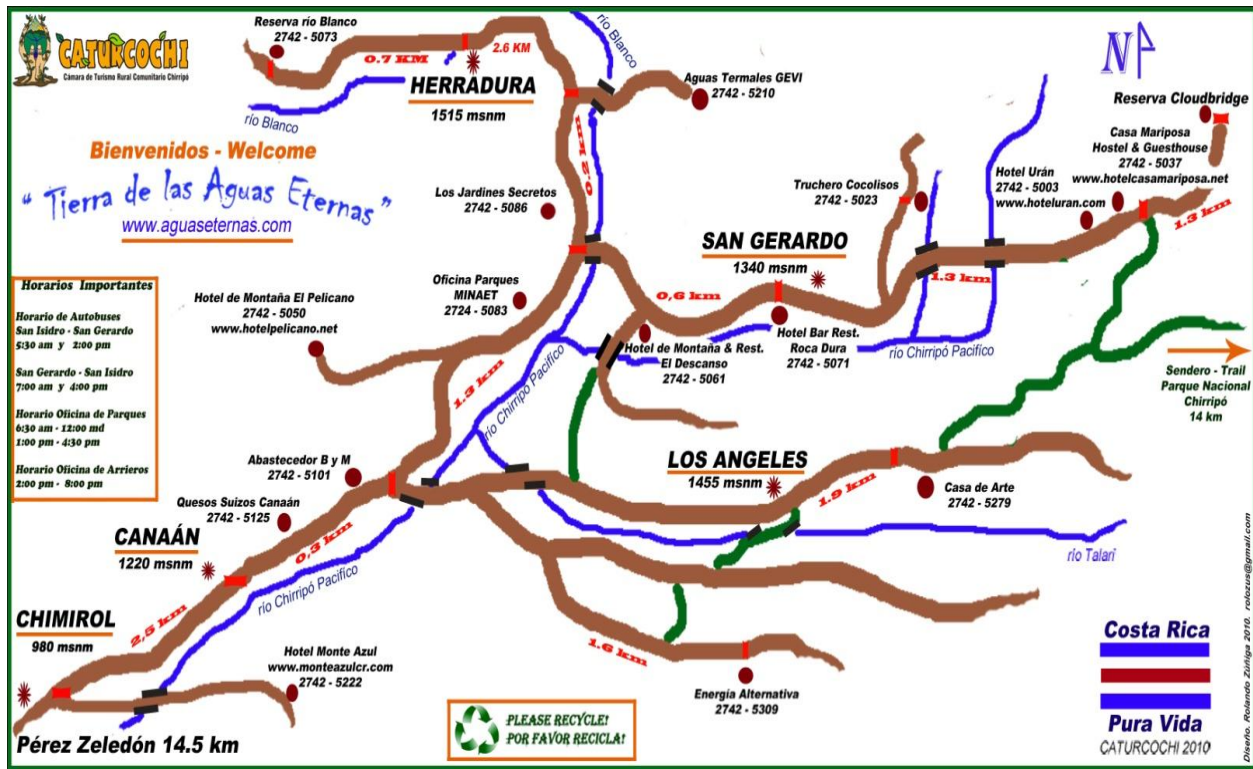 CATURCOCHI
Cámara de Turismo Rural Comunitario Chirripó
Reserva río Blanco
2742 - 5073
0.7 KM
2.6 KM
río Blanco
HERRADURA
1515 msnm
río Blanco
Aguas Termales GEVI
2742 - 5210
N
Reserva Cloudbridge
Bienvenidos - Welcome
“Tierra de las Aguas Eternas”
www.aguaseternas.com
Los Jardines Secretos
2742 - 5086
2.0 Km
Truchero Cocolisos
2742 - 5023
Hotel Urán
2742 - 5003
www.hoteluran.com
Casa Mariposa
Hostel & Guesthouse
2742 - 5037
www.hotelcasamariposa.net
1.3 km
SAN GERARDO
1340 msnm
1.3 km
0,6 km
Horarios Importantes
Horario de Autobuses
San Isidro - San Gerardo
5:30 am y 2:00 pm
San Gerardo - San Isidro
7:00 am y 4:00 pm
Horario Oficina de Parques
6:30 am - 12:00 md
1:00 pm - 4:30 pm
Horario Oficina de Arrieros
2:00 pm - 8:00 pm
Hotel de Montaña El Pelicano
2742 - 5050
www.hotelpelicano.net
Oficina Parques
MINAET
2724 - 5083
1.3 km
río Chirripo Pacifico
Hotel de Montaña & Rest.
El Descanso
2742 - 5061
Hotel Bar Rest.
Roca Dura
2742 - 5071
río Chirripó Pacifico
Sendero - Trail
Parque Nacional
Chirripó
14 km
Abastecedor B y M
2742 - 5101
Quesos Suizos Canaán
2742 - 5125
LOS ANGELES
1455 msnm
1.9 km
Casa de Arte
2742 - 5279
CANAÁN
1220 msnm
0,3 km
río Chirripó Pacifico
río Talarí
CHIMIROL
980 msnm
2,5 km
Hotel Monte Azul
www.monteazulcr.com
2742 - 5222
1.6 km
Energía Alternativa
2742 - 5309
Pérez Zeledón 14.5 km
PLEASE RECYCLE!
POR FAVOR RECICLA!
Costa Rica
Pura Vida
CATURCOCHI 2010
Diseño. Rolando Zúñiga 2010. rolozus@gmail.com